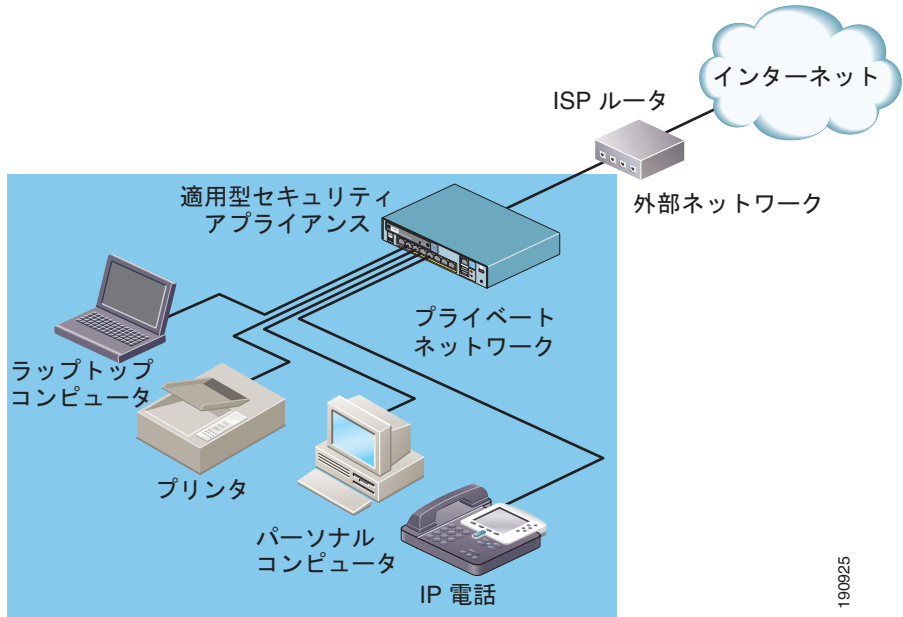 インターネット
ISP ルータ
外部ネットワーク
適用型セキュリティ
アプライアンス
プライベート
ネットワーク
ラップトップ
コンピュータ
プリンタ
パーソナル
コンピュータ
IP 電話
190925